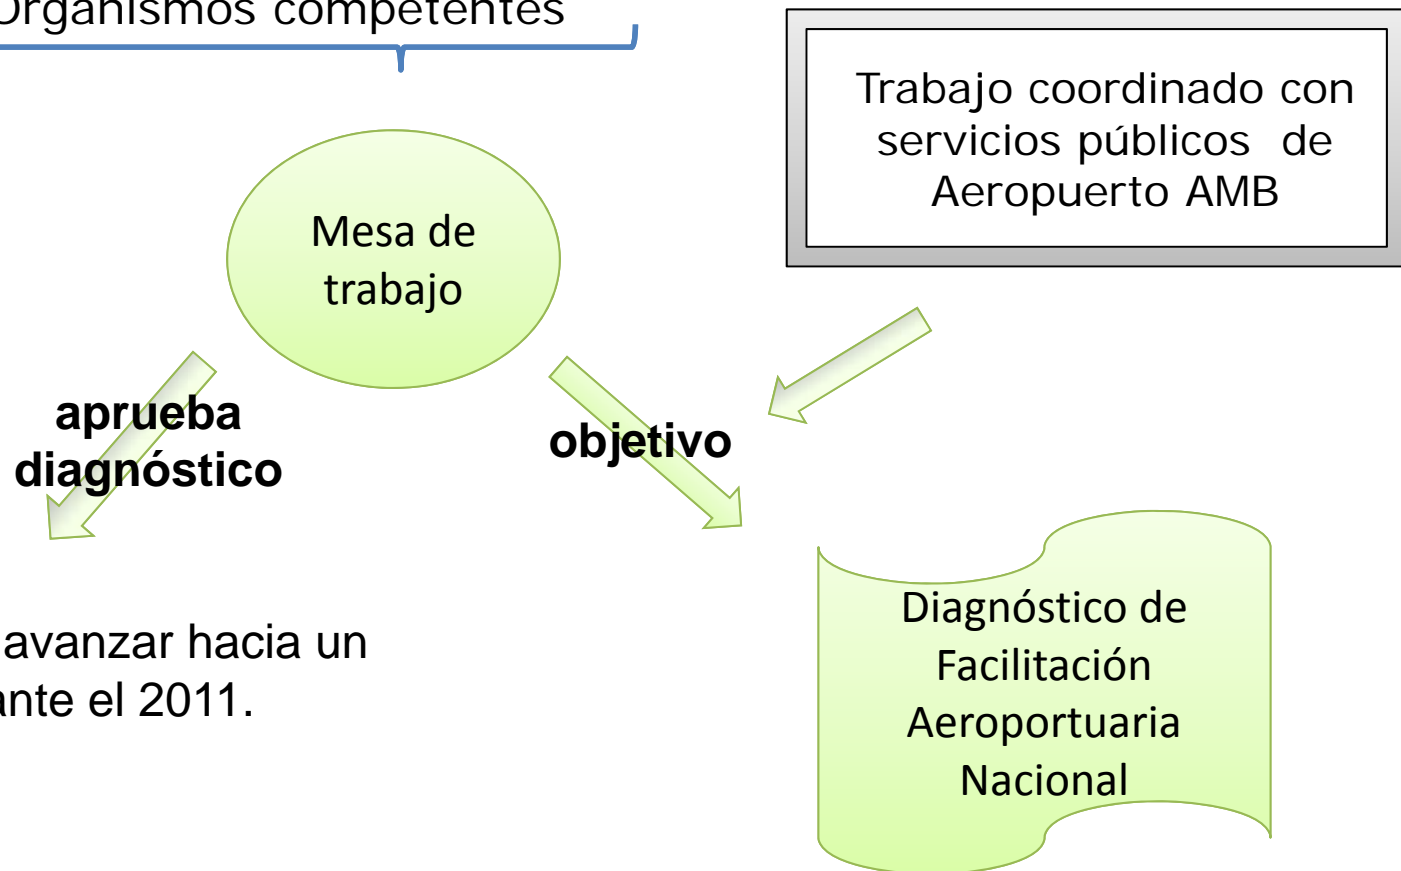 Organismos competentes
Trabajo coordinado con
servicios públicos de
Aeropuerto AMB
Mesa de
trabajo
aprueba
diagnóstico
objetivo
avanzar hacia un
ante el 2011.
Diagnóstico de
Facilitación
Aeroportuaria
Nacional